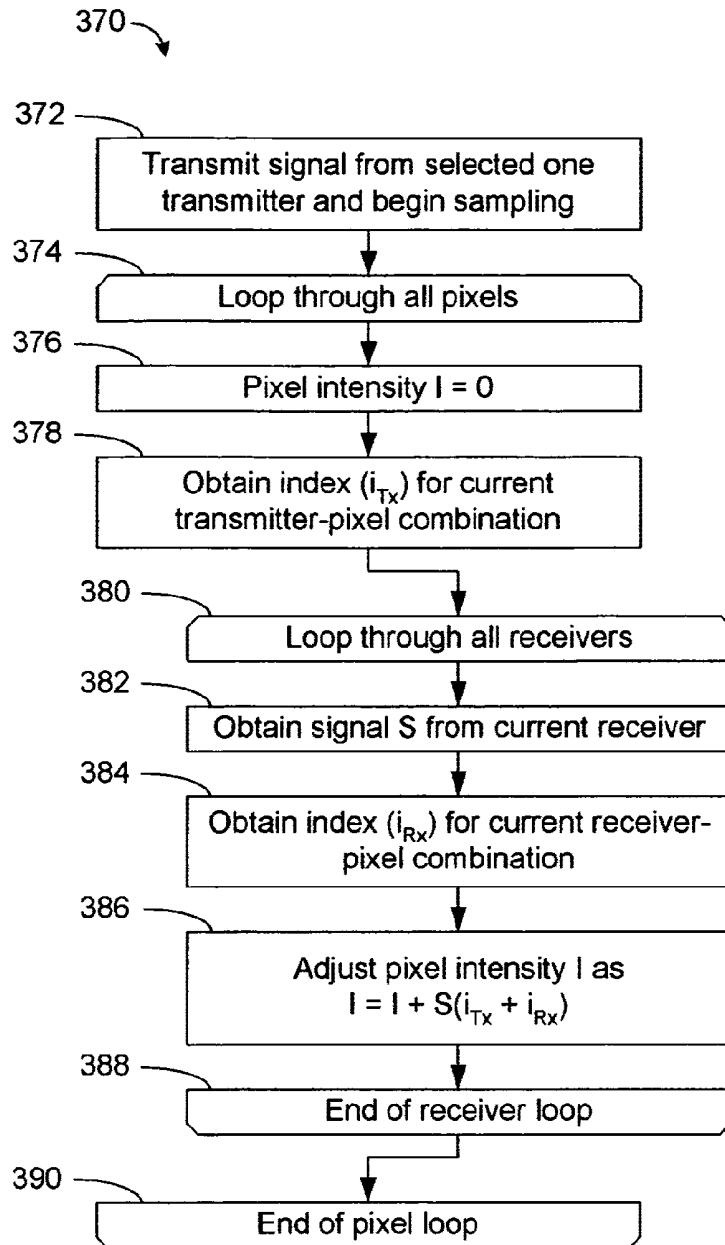 370
372
Transmit signal from selected one
transmitter and begin sampling
374
Loop through all pixels
376
Pixel intensity I = 0
378
Obtain index (i_Tx) for current
transmitter-pixel combination
380
Loop through all receivers
382
Obtain signal S from current receiver
384
Obtain index (i_Rx) for current receiver-
pixel combination
386
Adjust pixel intensity I as
I = I + S(i_Tx + i_Rx)
388
End of receiver loop
390
End of pixel loop